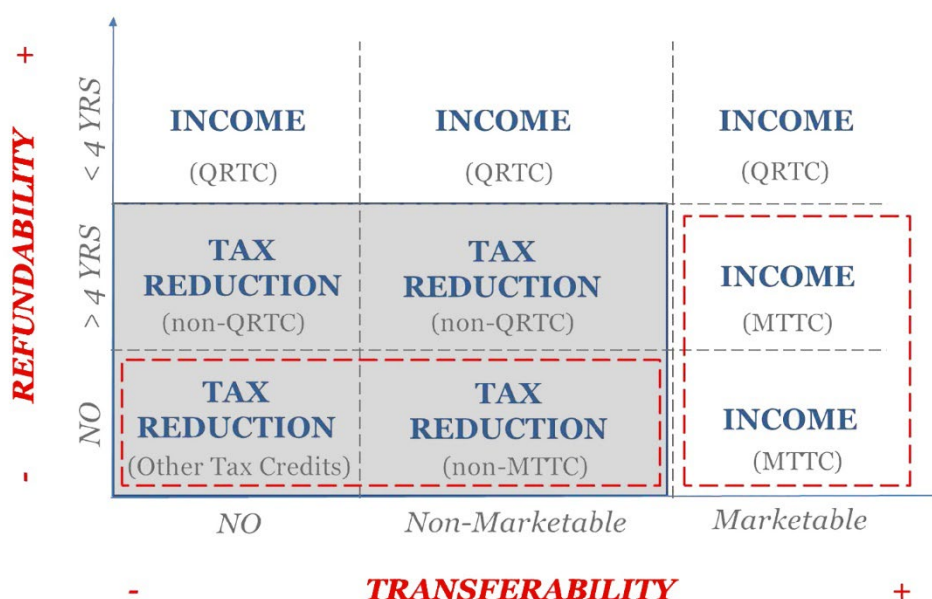 +
REFUNDABILITY
-
< 4 YRS
> 4 YRS
NO
INCOME
(QRTC)
INCOME
(QRTC)
INCOME
(QRTC)
TAX
REDUCTION
(non-QRTC)
TAX
REDUCTION
(non-QRTC)
INCOME
(MTTC)
TAX
REDUCTION
(Other Tax Credits)
TAX
REDUCTION
(non-MTTC)
INCOME
(MTTC)
NO
Non-Marketable
Marketable
-
TRANSFERABILITY
+